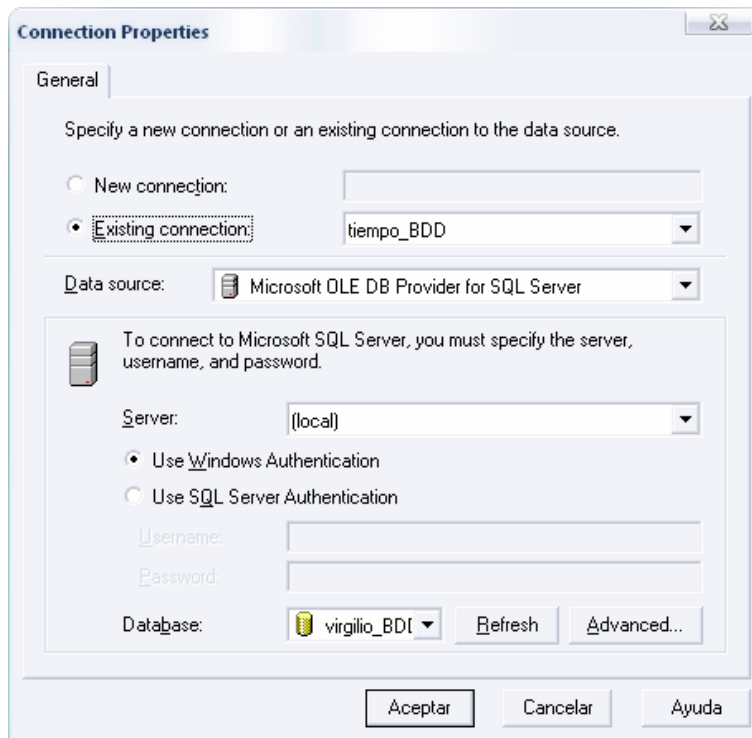 Connection Properties
General
Specify a new connection or an existing connection to the data source.
New connection:
Existing connection: tiempo_BDD
Data source: Microsoft OLE DB Provider for SQL Server
To connect to Microsoft SQL Server, you must specify the server,
username, and password.
Server: (local)
Use Windows Authentication
Use SQL Server Authentication
Username:
Password:
Database: virgilio_BD Refresh Advanced...
Aceptar Cancelar Ayuda